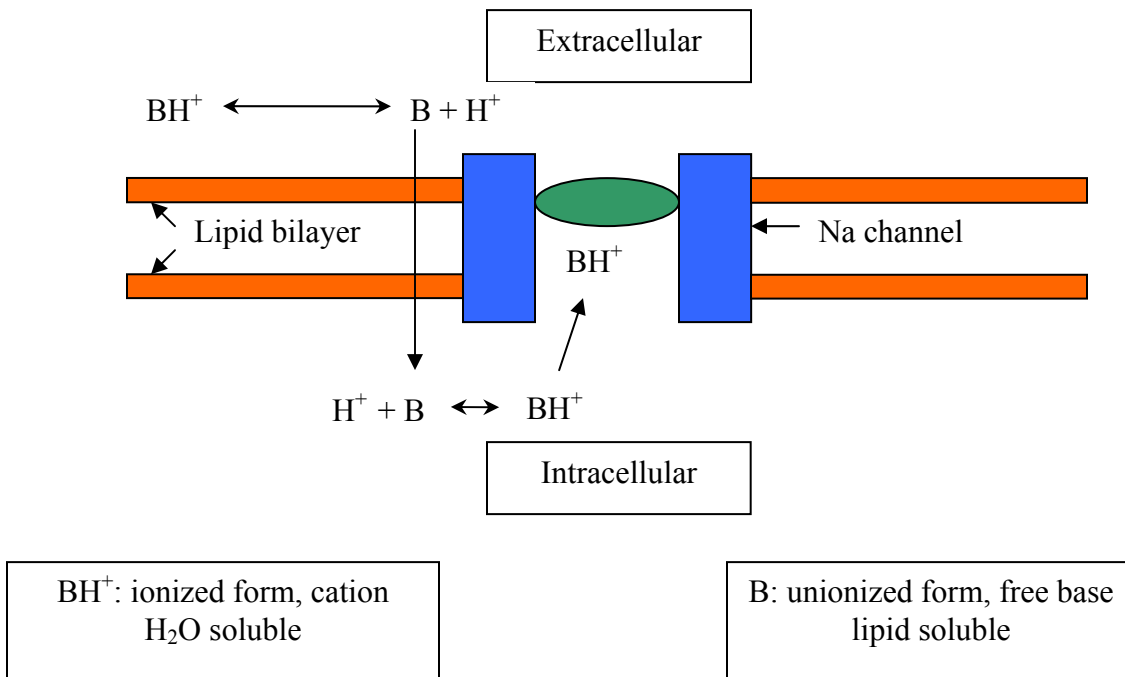 Extracellular
BH⁺ B + H⁺
Lipid bilayer Na channel
BH⁺
H⁺ + B BH⁺
Intracellular
BH⁺: ionized form, cation
H₂O soluble
B: unionized form, free base
lipid soluble